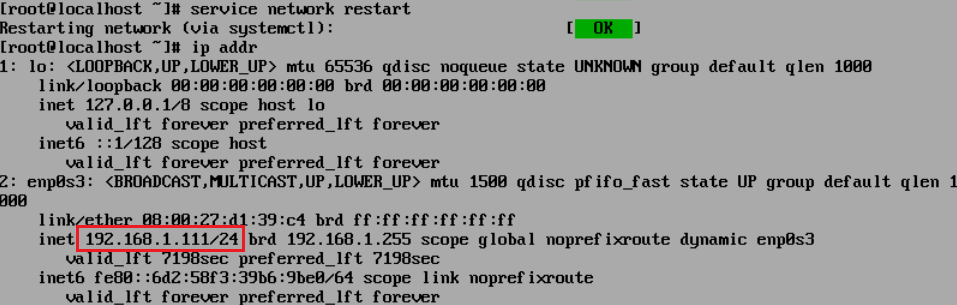 [root@localhost ~]# service network restart
Restarting network (via systemctl): [ OK ]
[root@localhost ~]# ip addr
1: lo: <LOOPBACK,UP,LOWER_UP> mtu 65536 qdisc noqueue state UNKNOWN group default qlen 1000
link/loopback 00:00:00:00:00:00 brd 00:00:00:00:00:00
inet 127.0.0.1/8 scope host lo
valid_lft forever preferred_lft forever
inet6 ::1/128 scope host
valid_lft forever preferred_lft forever
2: enp0s3: <BROADCAST,MULTICAST,UP,LOWER_UP> mtu 1500 qdisc pfifo_fast state UP group default qlen 1
000
link/ether 08:00:27:d1:39:c4 brd ff:ff:ff:ff:ff:ff
inet 192.168.1.111/24 brd 192.168.1.255 scope global noprefixroute dynamic enp0s3
valid_lft 7198sec preferred_lft 7198sec
inet6 fe80::6d2:58f3:39b6:9be0/64 scope link noprefixroute
valid_lft forever preferred_lft forever